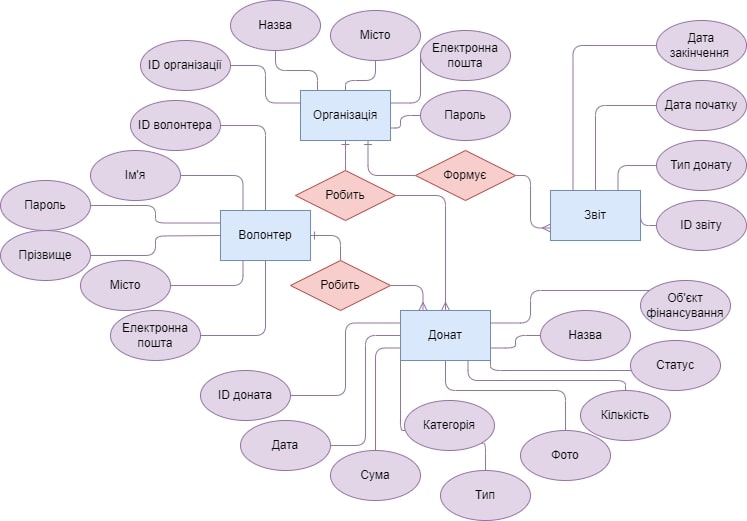 Назва
Місто
Електронна
пошта
Дата
закінчення
ID організації
Організація
Пароль
Дата початку
ID волонтера
Ім'я
Формує
Тип донату
Пароль
Робить
Волонтер
Звіт
ID звіту
Прізвище
Місто
Робить
Об'єкт
фінансування
Електронна
пошта
Донат
Назва
Статус
ID доната
Категорія
Кількість
Дата
Сума
Фото
Тип